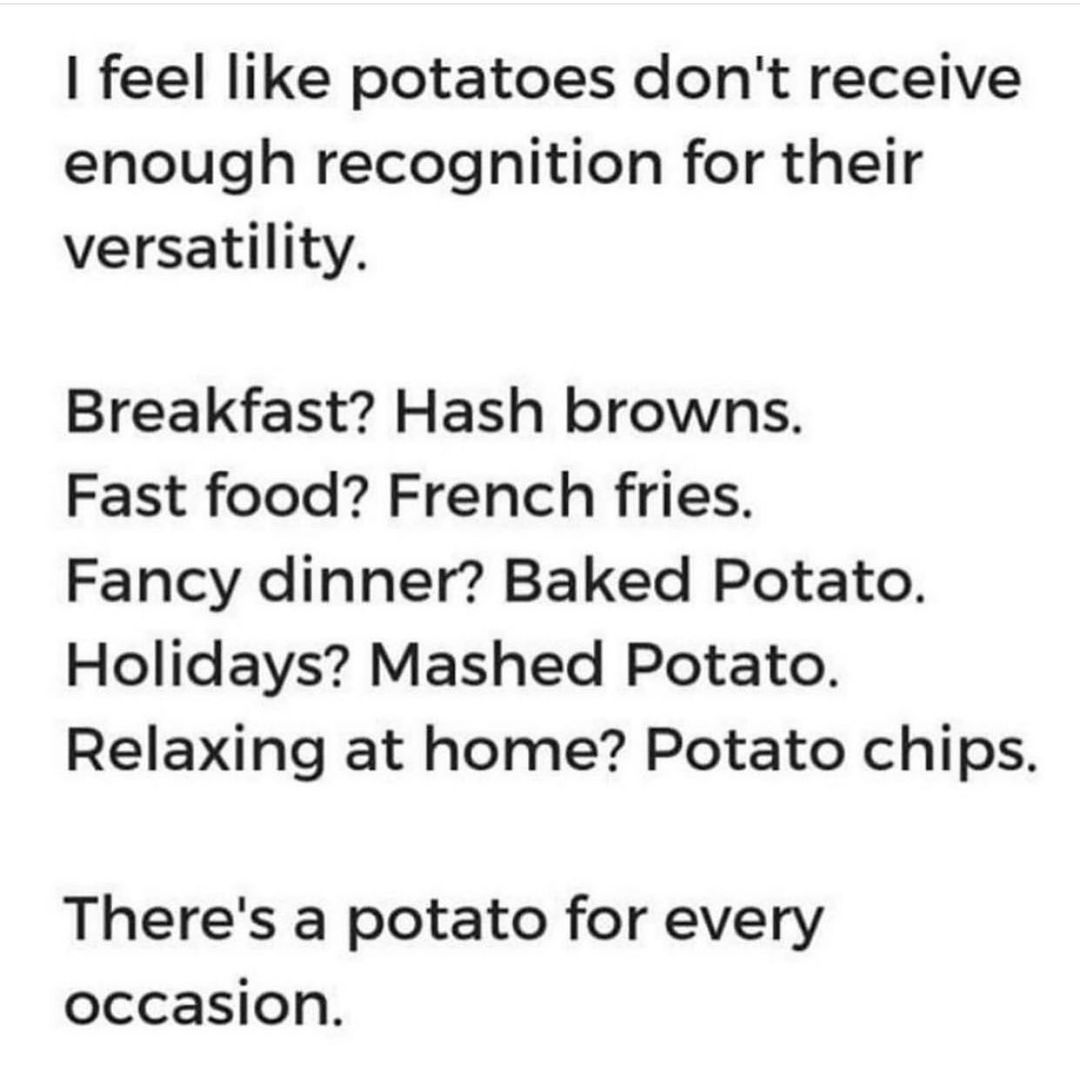 I feel like potatoes don't receive
enough recognition for their
versatility.
Breakfast? Hash browns.
Fast food? French fries.
Fancy dinner? Baked Potato.
Holidays? Mashed Potato.
Relaxing at home? Potato chips.
There's a potato for every
occasion.